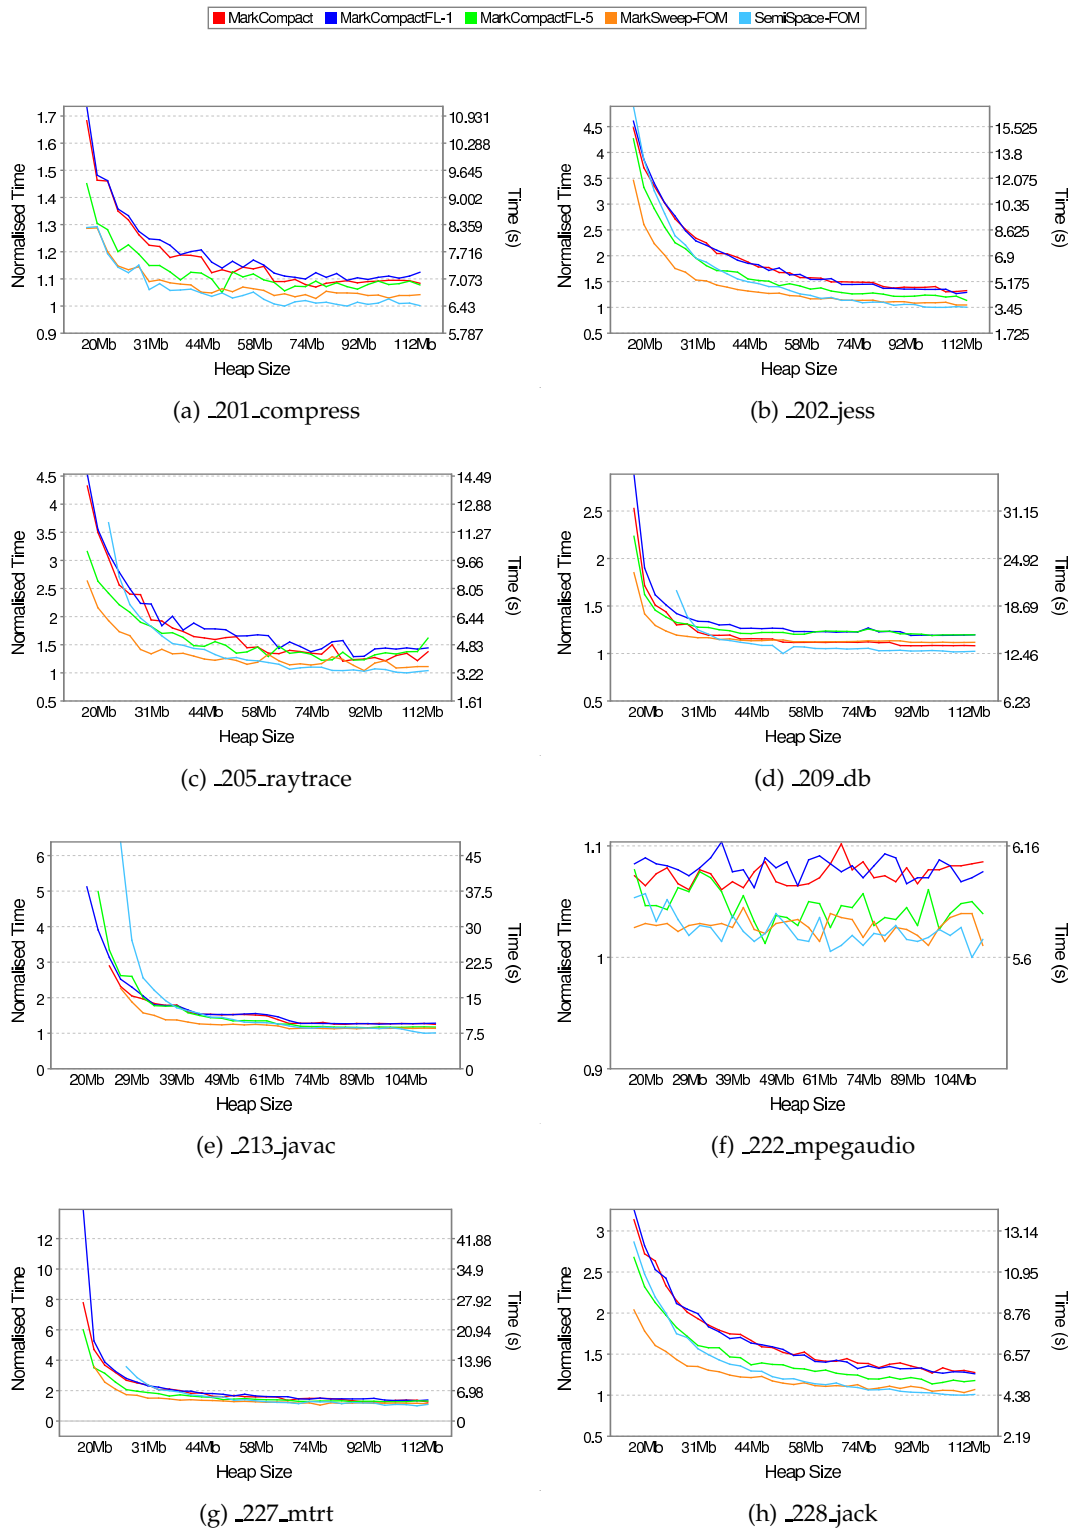 MarkCompact MarkCompactFL-1 MarkCompactFL-5 MarkSweep-FOM SemiSpace-FOM
1.7 1.6 1.5 1.4 1.3 1.2 1.1 1 0.9
Normalised Time
10.931 10.288 9.645 9.002 8.359 7.716 7.073 6.43 5.787
Time (s)
20Mb 31Mb 44Mb 58Mb 74Mb 92Mb 112Mb
Heap Size
(a) _201_compress
4.5 4 3.5 3 2.5 2 1.5 1 0.5
Normalised Time
15.525 13.8 12.075 10.35 8.625 6.9 5.175 3.45 1.725
Time (s)
20Mb 31Mb 44Mb 58Mb 74Mb 92Mb 112Mb
Heap Size
(b) _202_jess
4.5 4 3.5 3 2.5 2 1.5 1 0.5
Normalised Time
14.49 12.88 11.27 9.66 8.05 6.44 4.83 3.22 1.61
Time (s)
20Mb 31Mb 44Mb 58Mb 74Mb 92Mb 112Mb
Heap Size
(c) _205_raytrace
2.5 2 1.5 1 0.5
Normalised Time
31.15 24.92 18.69 12.46 6.23
Time (s)
20Mb 31Mb 44Mb 58Mb 74Mb 92Mb 112Mb
Heap Size
(d) _209_db
6 5 4 3 2 1 0
Normalised Time
45 37.5 30 22.5 15 7.5 0
Time (s)
20Mb 29Mb 39Mb 49Mb 61Mb 74Mb 89Mb 104Mb
Heap Size
(e) _213_javac
1.1 1 0.9
Normalised Time
6.16 5.6
Time (s)
20Mb 29Mb 39Mb 49Mb 61Mb 74Mb 89Mb 104Mb
Heap Size
(f) _222_mpegaudio
12 10 8 6 4 2 0
Normalised Time
41.88 34.9 27.92 20.94 13.96 6.98 0
Time (s)
20Mb 31Mb 44Mb 58Mb 74Mb 92Mb 112Mb
Heap Size
(g) _227_mtrt
3 2.5 2 1.5 1 0.5
Normalised Time
13.14 10.95 8.76 6.57 4.38 2.19
Time (s)
20Mb 31Mb 44Mb 58Mb 74Mb 92Mb 112Mb
Heap Size
(h) _228_jack